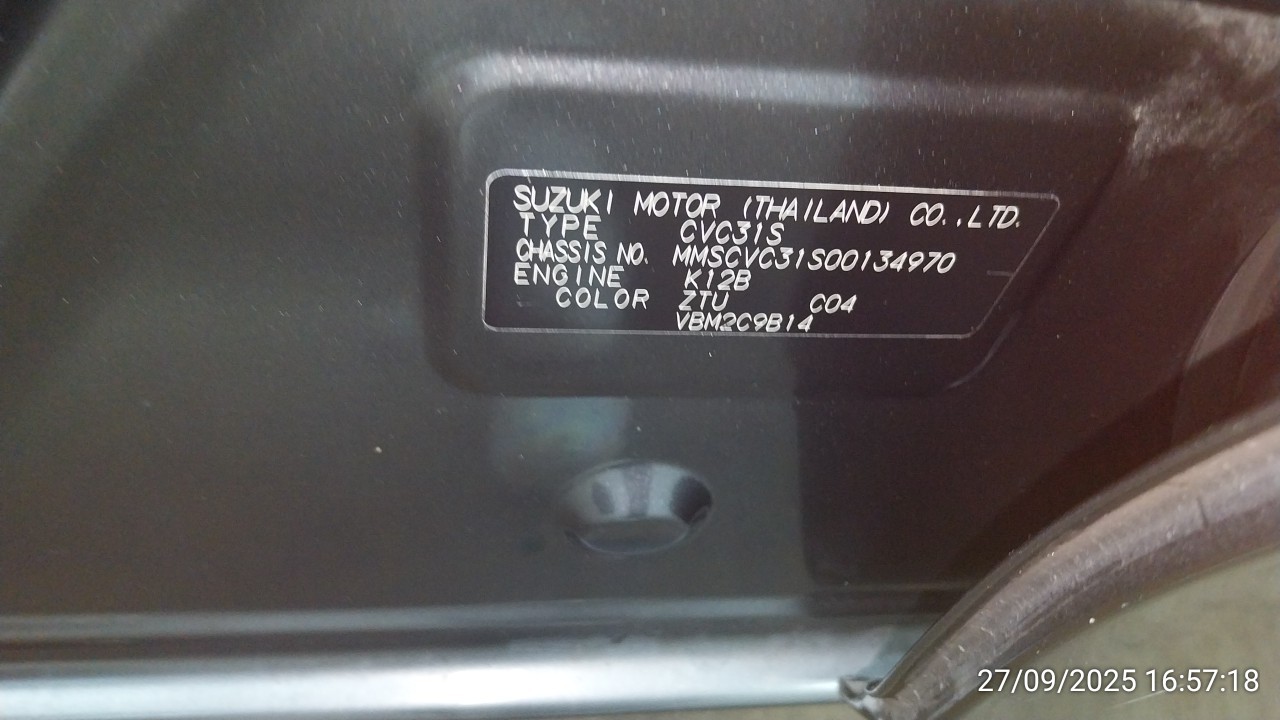 SUZUKI MOTOR (THAILAND) CO.,LTD.
TYPE CVC31S
CHASSIS NO. MMSCVC31S00134970
ENGINE K12B
COLOR ZTU C04
VBM2C9B14
27/09/2025 16:57:18